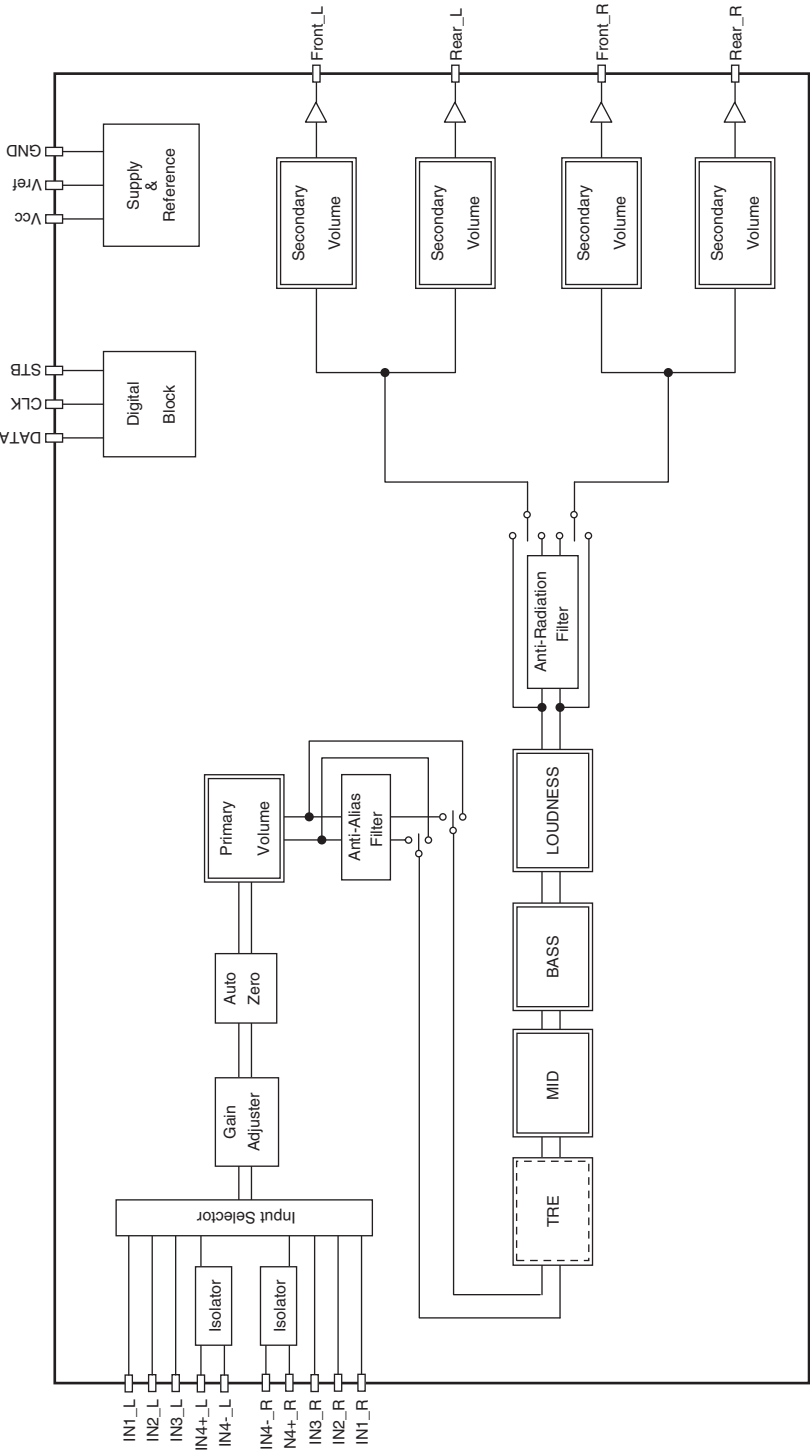 GND
Vref
Vcc
Supply
&
Reference
STB
CLK
DATA
Digital
Block
Front_L
Rear_L
Front_R
Rear_R
Secondary
Volume
Secondary
Volume
Secondary
Volume
Secondary
Volume
Anti-Radiation
Filter
Primary
Volume
Anti-Alias
Filter
LOUDNESS
BASS
MID
TRE
Auto
Zero
Gain
Adjuster
Input Selector
Isolator
Isolator
IN1_L
IN2_L
IN3_L
IN4+_L
IN4-_L
IN4-_R
N4+_R
IN3_R
IN2_R
IN1_R